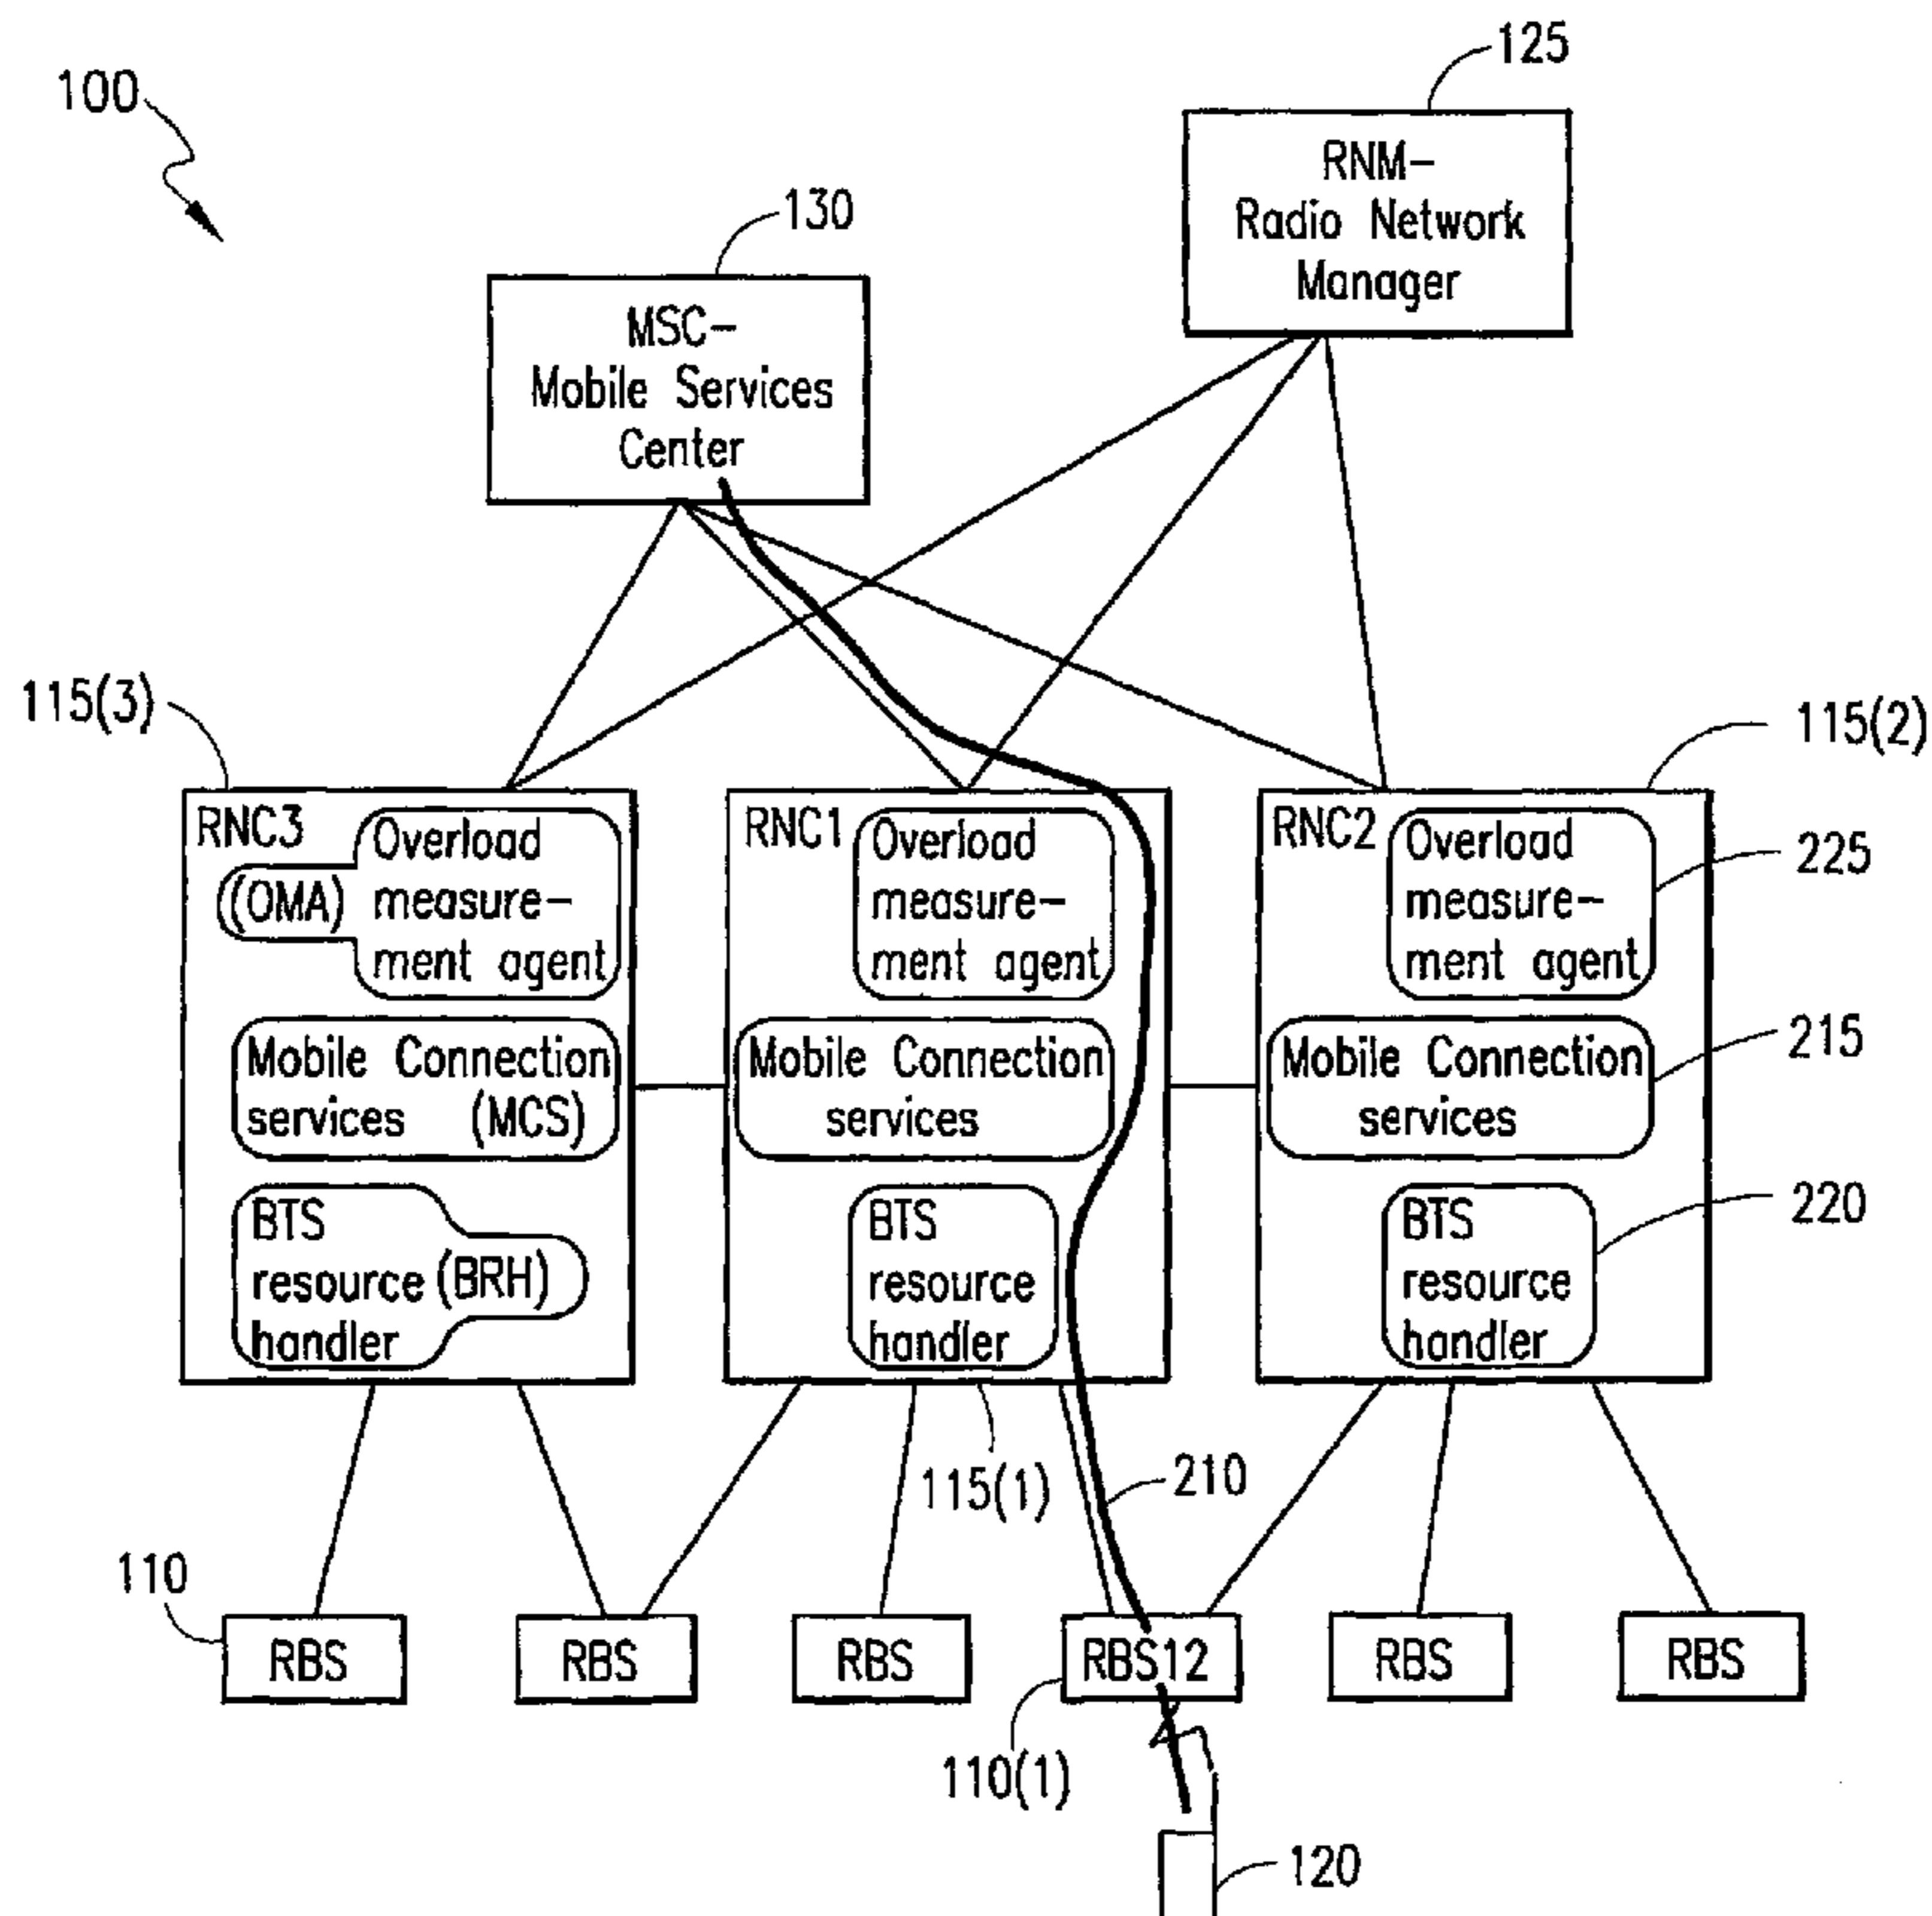 125
100
RNM-
Radio Network
Manager
130
MSC-
Mobile Services
Center
115(3)
115(2)
RNC3
Overload
(OMA) measure-
ment agent
RNC1
Overload
measure-
ment agent
RNC2
Overload
measure-
ment agent
225
Mobile Connection
services (MCS)
Mobile Connection
services
Mobile Connection
services
215
BTS
resource (BRH)
handler
BTS
resource
handler
BTS
resource
handler
220
115(1)
210
110
RBS
RBS
RBS
RBS12
RBS
RBS
110(1)
120